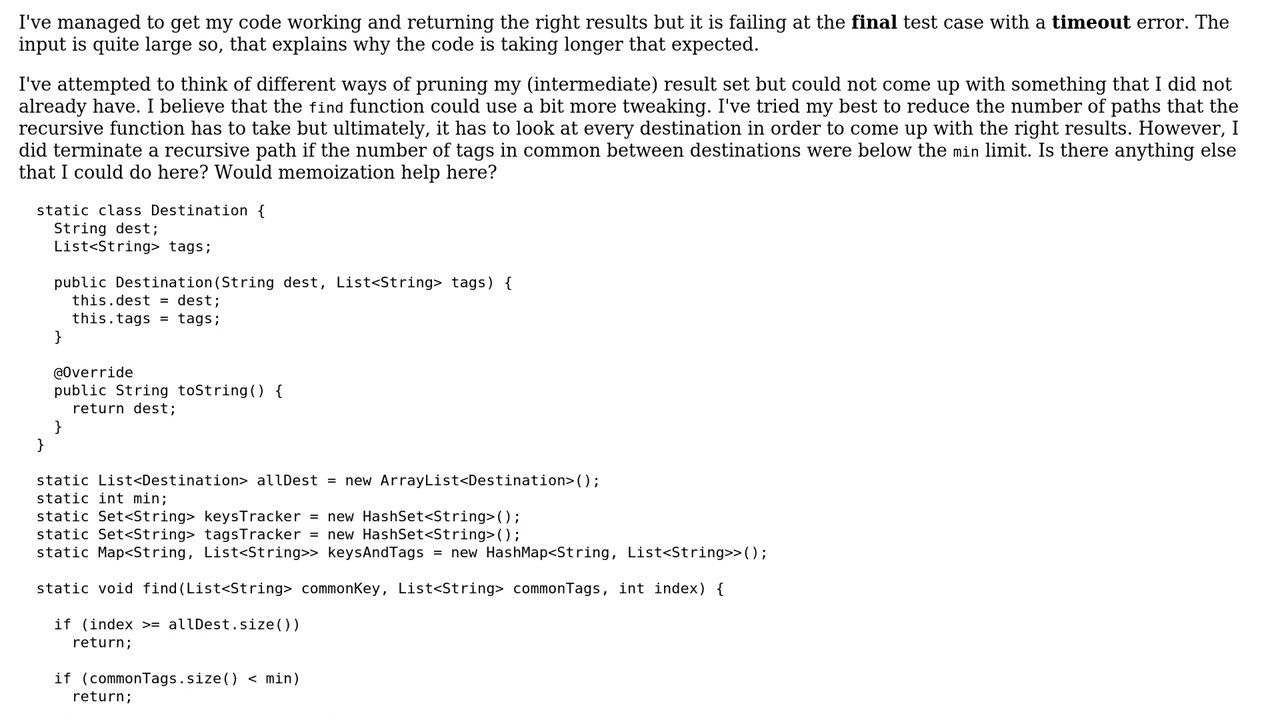 I've managed to get my code working and returning the right results but it is failing at the final test case with a timeout error. The
input is quite large so, that explains why the code is taking longer that expected.
I've attempted to think of different ways of pruning my (intermediate) result set but could not come up with something that I did not
already have. I believe that the find function could use a bit more tweaking. I've tried my best to reduce the number of paths that the
recursive function has to take but ultimately, it has to look at every destination in order to come up with the right results. However, I
did terminate a recursive path if the number of tags in common between destinations were below the min limit. Is there anything else
that I could do here? Would memoization help here?
static class Destination {
String dest;
List<String> tags;
public Destination(String dest, List<String> tags) {
this.dest = dest;
this.tags = tags;
}
@Override
public String toString() {
return dest;
}
}
static List<Destination> allDest = new ArrayList<Destination>();
static int min;
static Set<String> keysTracker = new HashSet<String>();
static Set<String> tagsTracker = new HashSet<String>();
static Map<String, List<String>> keysAndTags = new HashMap<String, List<String>>();
static void find(List<String> commonKey, List<String> commonTags, int index) {
if (index >= allDest.size())
return;
if (commonTags.size() < min)
return;